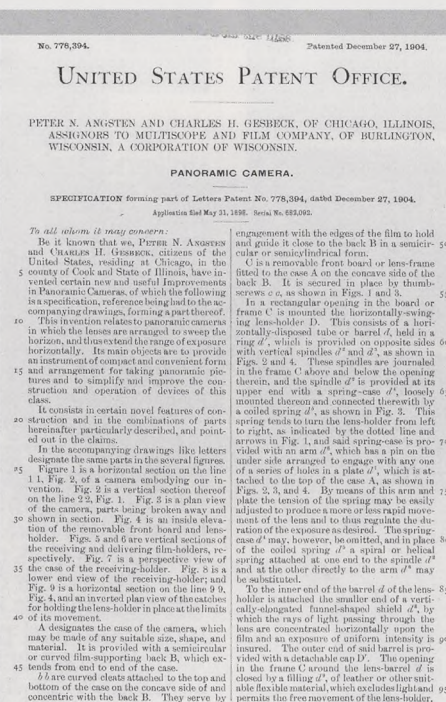 No. 778,394.
Patented December 27, 1904.
UNITED STATES PATENT OFFICE.
PETER N. ANGSTEN AND CHARLES H. GESBECK, OF CHICAGO, ILLINOIS,
ASSIGNORS TO MULTISCOPE AND FILM COMPANY, OF BURLINGTON,
WISCONSIN, A CORPORATION OF WISCONSIN.
PANORAMIC CAMERA.
SPECIFICATION forming part of Letters Patent No. 778,394, dated December 27, 1904.
Application filed May 31, 1898. Serial No. 682,092.
To all whom it may concern:
Be it known that we, PETER N. ANGSTEN
and CHARLES H. GESBECK, citizens of the
United States, residing at Chicago, in the
5 county of Cook and State of Illinois, have in-
vented certain new and useful Improvements
in Panoramic Cameras, of which the following
is a specification, reference being had to the ac-
companying drawings, forming a part thereof.
10 This invention relates to panoramic cameras
in which the lenses are arranged to sweep the
horizon, and thus extend the range of exposure
horizontally. Its main objects are to provide
an instrument of compact and convenient form
15 and arrangement for taking panoramic pic-
tures and to simplify and improve the con-
struction and operation of devices of this
class.
It consists in certain novel features of con-
20 struction and in the combinations of parts
hereinafter particularly described, and point-
ed out in the claims.
In the accompanying drawings like letters
designate the same parts in the several figures.
25 Figure 1 is a horizontal section on the line
1 1, Fig. 2, of a camera embodying our in-
vention. Fig. 2 is a vertical section thereof
on the line 2 2, Fig. 1. Fig. 3 is a plan view
of the camera, parts being broken away and
30 shown in section. Fig. 4 is an inside eleva-
tion of the removable front board and lens-
holder. Figs. 5 and 6 are vertical sections of
the receiving and delivering film-holders, re-
spectively. Fig. 7 is a perspective view of
35 the case of the receiving-holder. Fig. 8 is a
lower end view of the receiving-holder; and
Fig. 9 is a horizontal section on the line 9 9,
Fig. 4, and an inverted plan view of the catches
for holding the lens-holder in place at the limits
40 of its movement.
A designates the case of the camera, which
may be made of any suitable size, shape, and
material. It is provided with a semicircular
or curved film-supporting back B, which ex-
45 tends from end to end of the case.
b b are curved cleats attached to the top and
bottom of the case on the concave side of and
concentric with the back B. They serve by
engagement with the edges of the film to hold
and guide it close to the back B in a semicir-
cular or semicylindrical form.
C is a removable front board or lens-frame
fitted to the case A on the concave side of the
back B. It is secured in place by thumb-
screws c c, as shown in Figs. 1 and 3.
In a rectangular opening in the board or
frame C is mounted the horizontally-swing-
ing lens-holder D. This consists of a hori-
zontally-disposed tube or barrel d, held in a
ring d', which is provided on opposite sides
with vertical spindles d² and d³, as shown in
Figs. 2 and 4. These spindles are journaled
in the frame C above and below the opening
therein, and the spindle d² is provided at its
upper end with a spring-case d⁴, loosely
mounted thereon and connected therewith by
a coiled spring d⁵, as shown in Fig. 3. This
spring tends to turn the lens-holder from left
to right, as indicated by the dotted line and
arrows in Fig. 1, and said spring-case is pro-
vided with an arm d⁶, which has a pin on the
under side arranged to engage with any one
of a series of holes in a plate d⁷, which is at-
tached to the top of the case A, as shown in
Figs. 2, 3, and 4. By means of this arm and
plate the tension of the spring may be easily
adjusted to produce a more or less rapid move-
ment of the lens and to thus regulate the du-
ration of the exposure as desired. The spring-
case d⁴ may, however, be omitted, and in place
of the coiled spring d⁵ a spiral or helical
spring attached at one end to the spindle d²
and at the other directly to the arm d⁶ may
be substituted.
To the inner end of the barrel d of the lens-
holder is attached the smaller end of a verti-
cally-elongated funnel-shaped shield d⁸, by
which the rays of light passing through the
lens are concentrated horizontally upon the
film and an exposure of uniform intensity is
insured. The outer end of said barrel is pro-
vided with a detachable cap D'. The opening
in the frame C around the lens-barrel d is
closed by a filling d⁹, of leather or other suit-
able flexible material, which excludes light and
permits the free movement of the lens-holder.